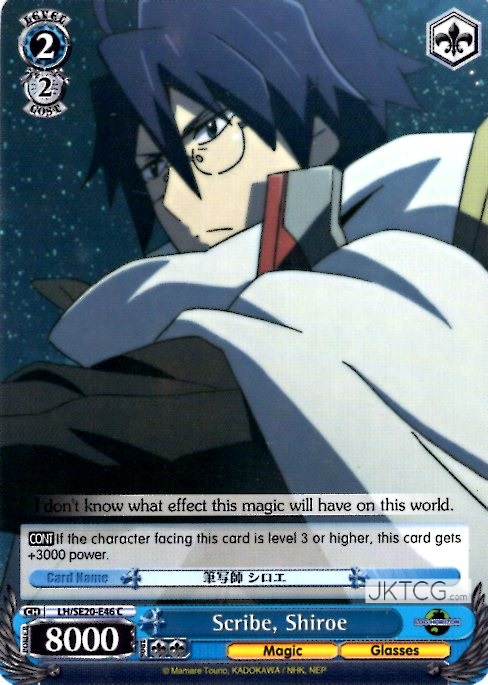 LEVEL
2
2
COST
I don't know what effect this magic will have on this world.
CONT If the character facing this card is level 3 or higher, this card gets
+3000 power.
Card Name 筆写師 シロエ
JKTCG.com
CH LH/SE20-E46 C
Scribe, Shiroe
POWER 8000 SOUL
Magic Glasses
© Mamare Touno, KADOKAWA / NHK, NEP